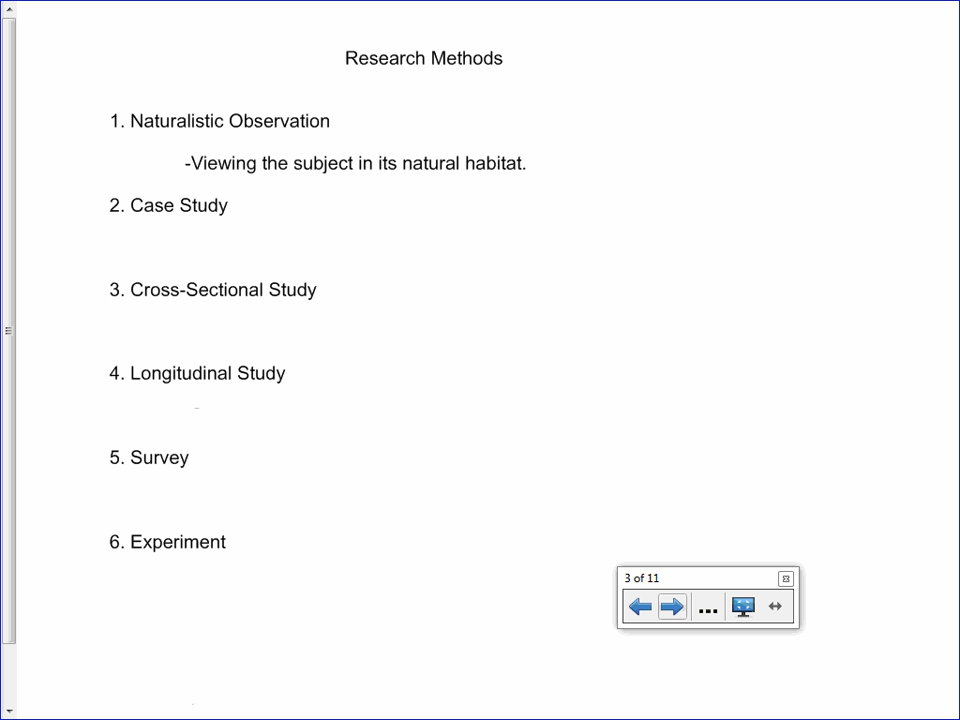 Research Methods
1. Naturalistic Observation
-Viewing the subject in its natural habitat.
2. Case Study
3. Cross-Sectional Study
4. Longitudinal Study
5. Survey
6. Experiment
3 of 11
...